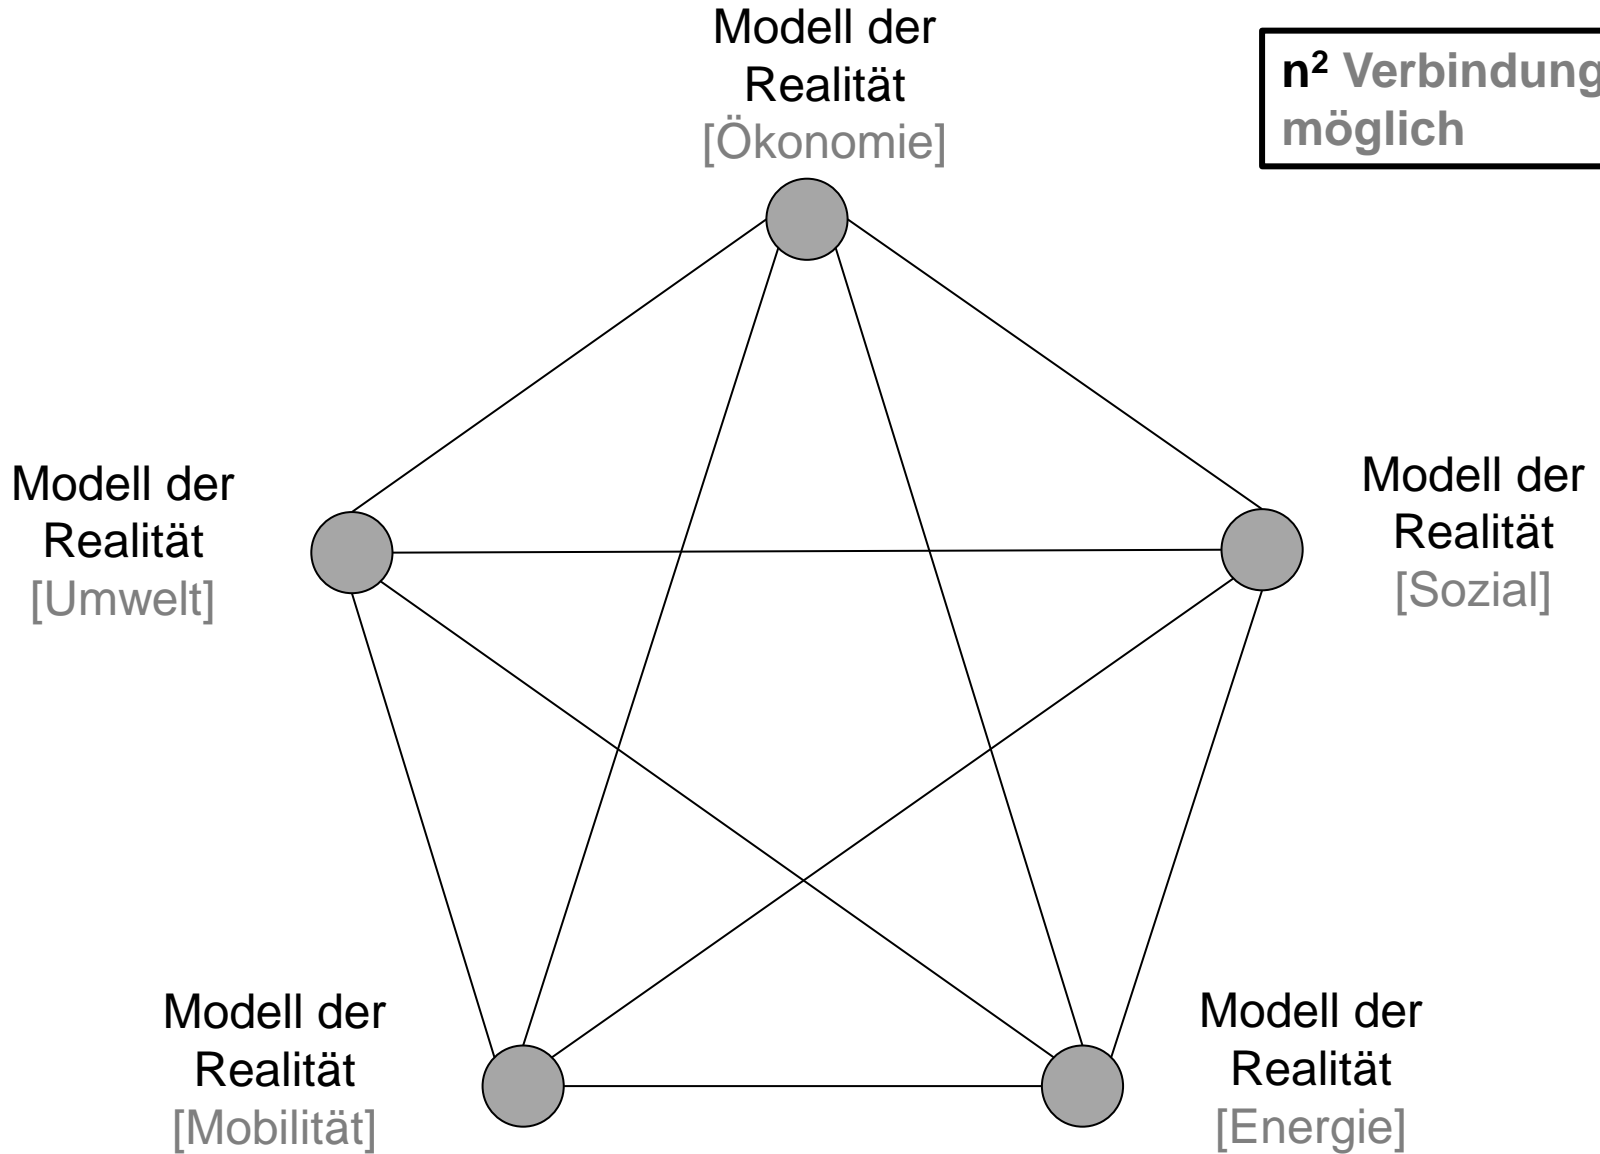 Modell der
Realität
[Ökonomie]
n² Verbindung
möglich
Modell der
Realität
[Umwelt]
Modell der
Realität
[Sozial]
Modell der
Realität
[Mobilität]
Modell der
Realität
[Energie]